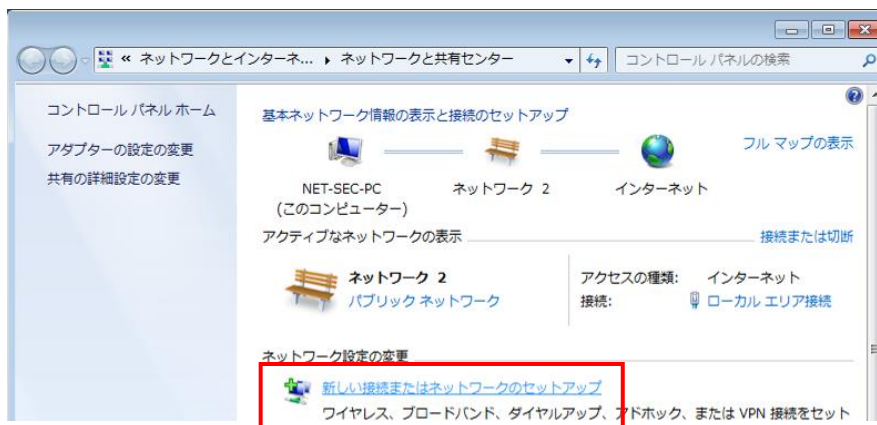 « ネットワークとインターネ... ▸ ネットワークと共有センター
コントロール パネルの検索
コントロール パネル ホーム
アダプターの設定の変更
共有の詳細設定の変更
基本ネットワーク情報の表示と接続のセットアップ
フル マップの表示
NET-SEC-PC
(このコンピューター)
ネットワーク 2
インターネット
アクティブなネットワークの表示
接続または切断
ネットワーク 2
パブリック ネットワーク
アクセスの種類: インターネット
接続: ローカル エリア接続
ネットワーク設定の変更
新しい接続またはネットワークのセットアップ
ワイヤレス、ブロードバンド、ダイヤルアップ、アドホック、または VPN 接続をセット